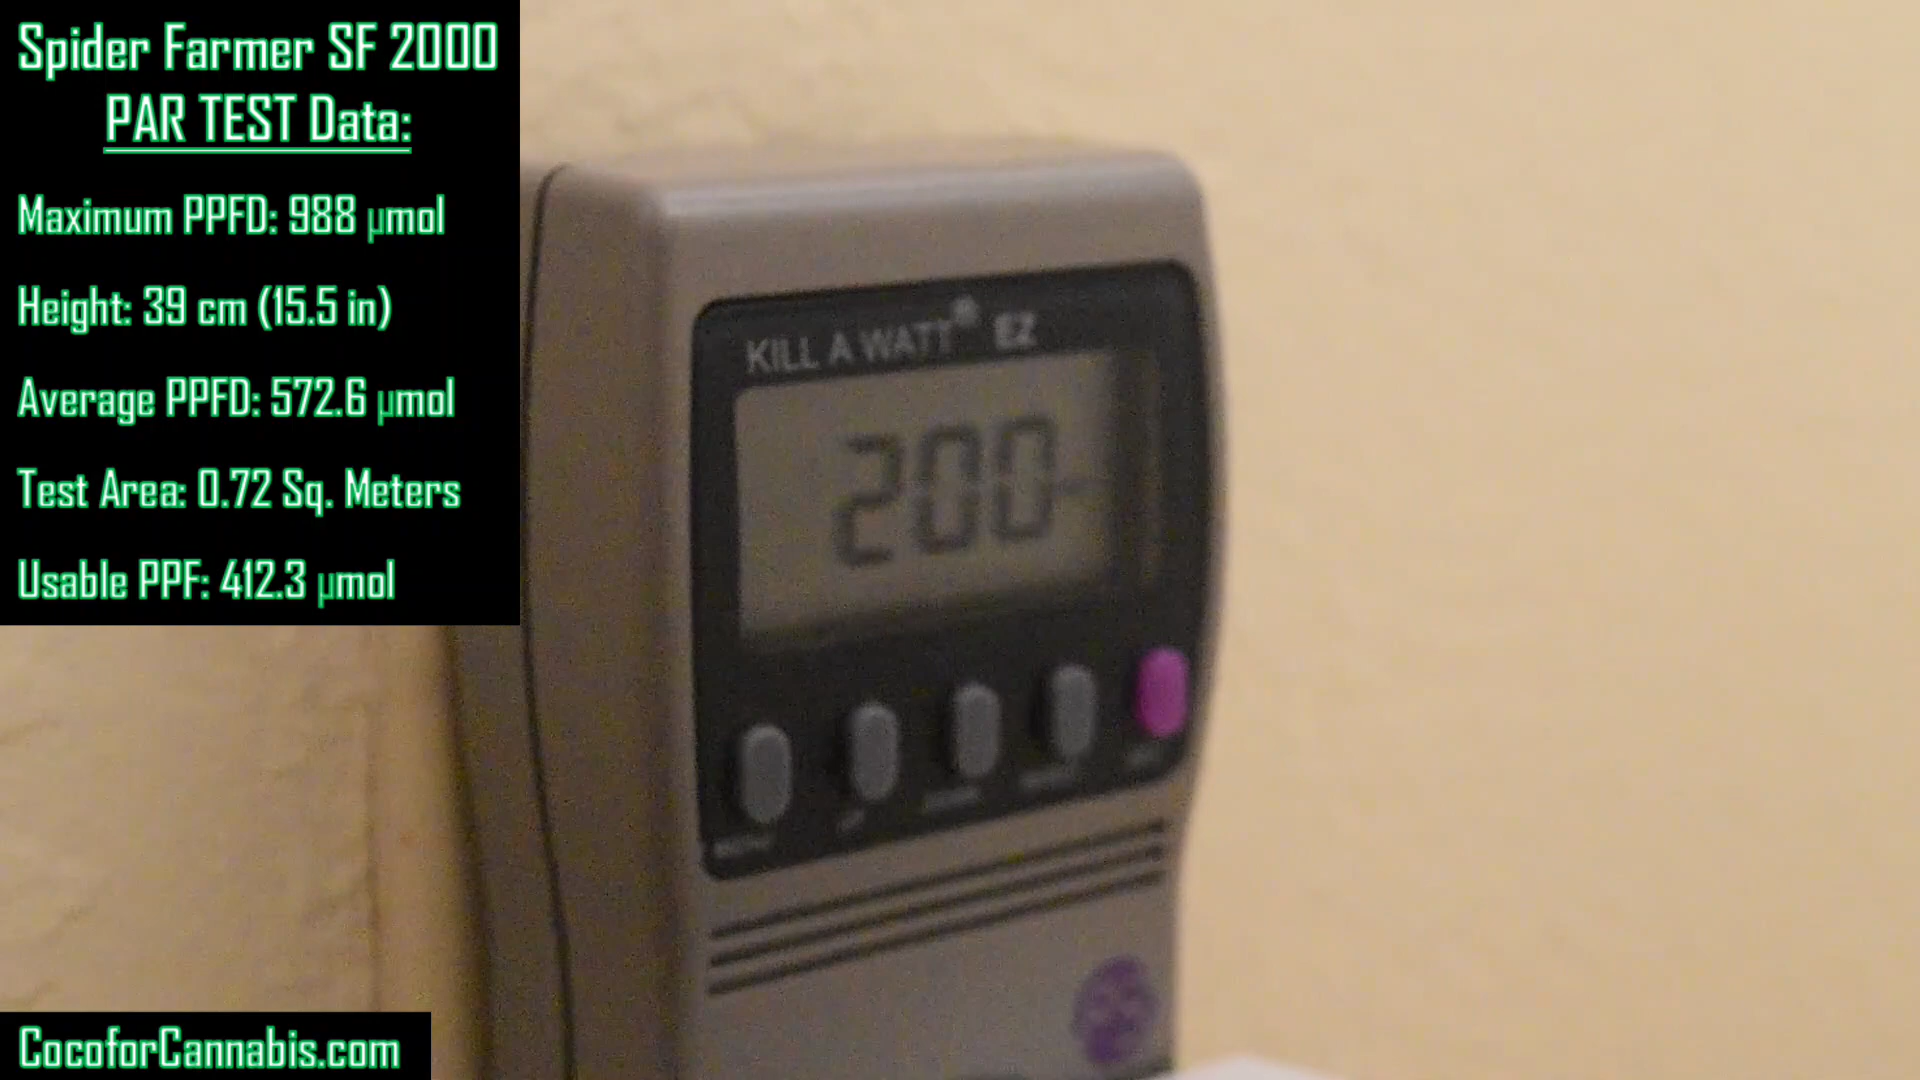 Spider Farmer SF 2000
PAR TEST Data:
Maximum PPFD: 988 µmol
Height: 39 cm (15.5 in)
Average PPFD: 572.6 µmol
Test Area: 0.72 Sq. Meters
Usable PPF: 412.3 µmol
KILL A WATT® EZ
200
CocoforCannabis.com